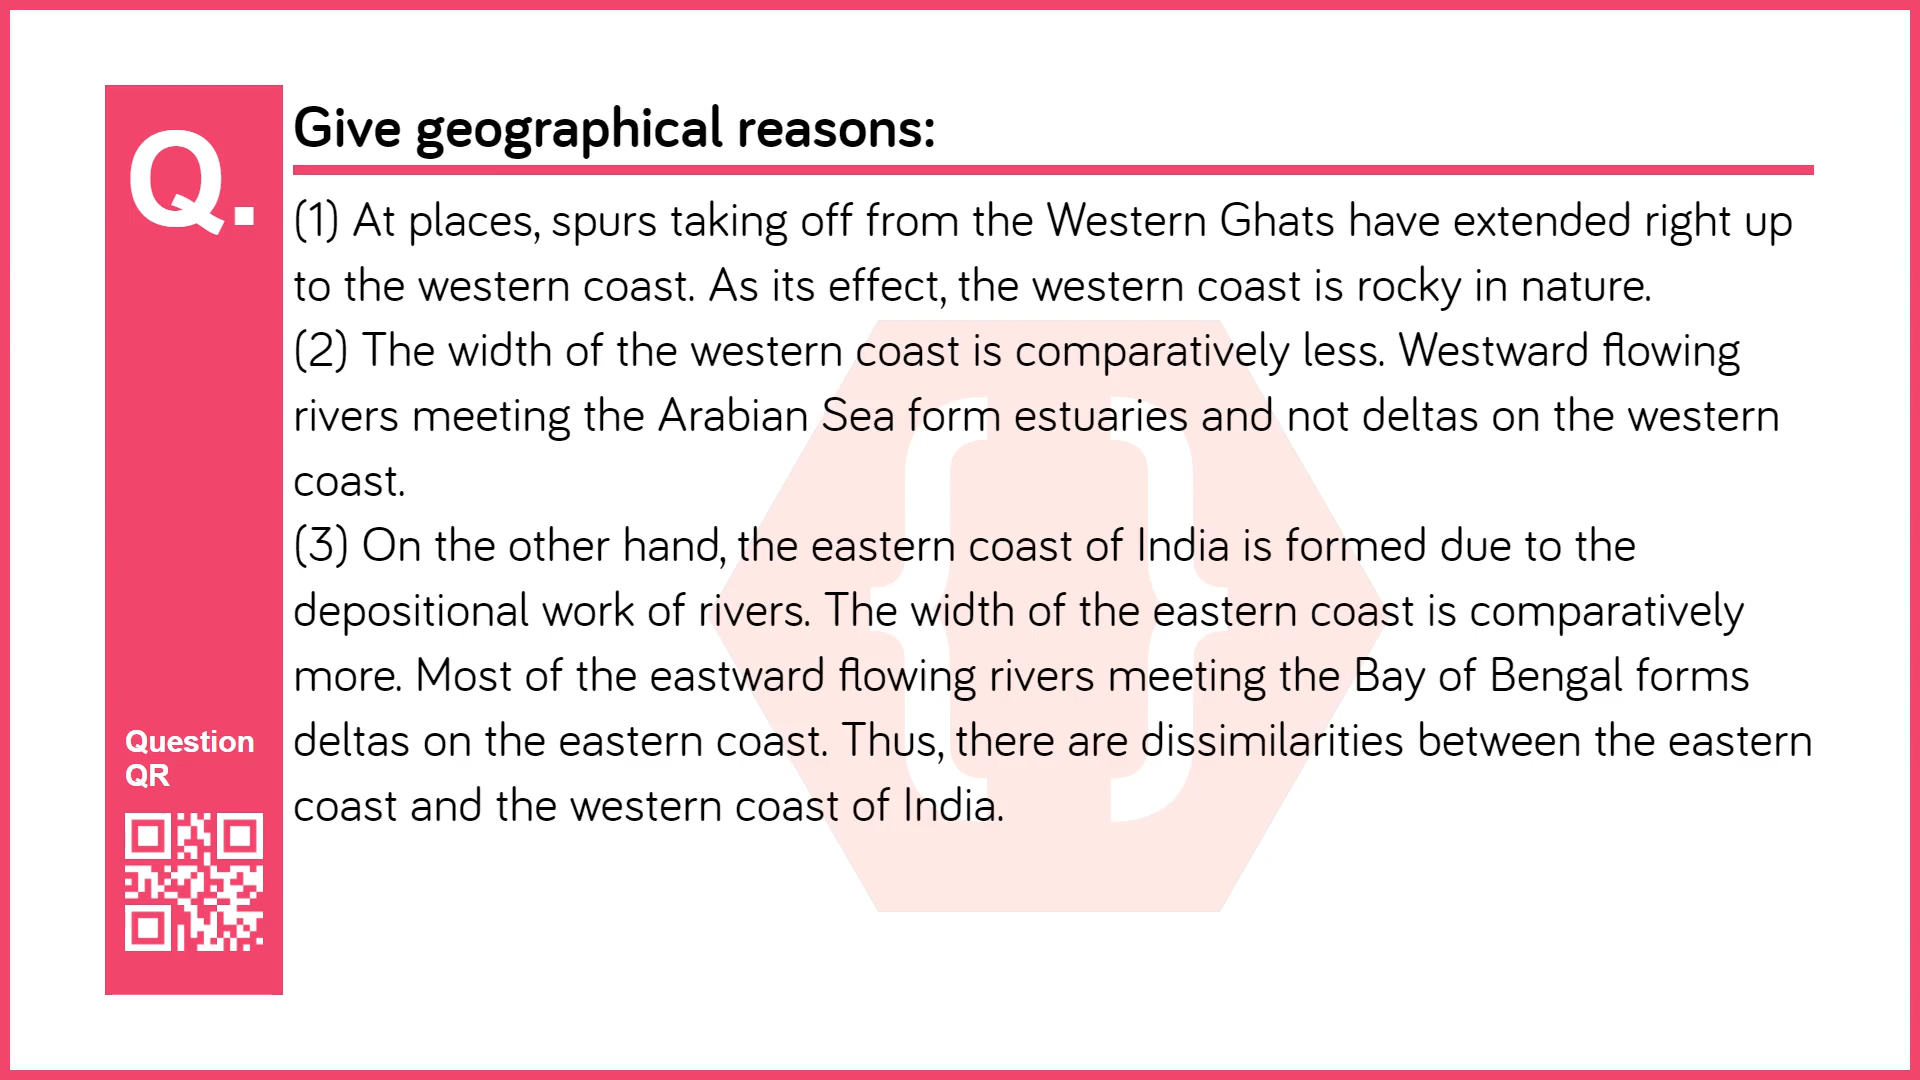 Q.
Give geographical reasons:
(1) At places, spurs taking off from the Western Ghats have extended right up
to the western coast. As its effect, the western coast is rocky in nature.
(2) The width of the western coast is comparatively less. Westward flowing
rivers meeting the Arabian Sea form estuaries and not deltas on the western
coast.
(3) On the other hand, the eastern coast of India is formed due to the
depositional work of rivers. The width of the eastern coast is comparatively
more. Most of the eastward flowing rivers meeting the Bay of Bengal forms
deltas on the eastern coast. Thus, there are dissimilarities between the eastern
coast and the western coast of India.
Question
QR